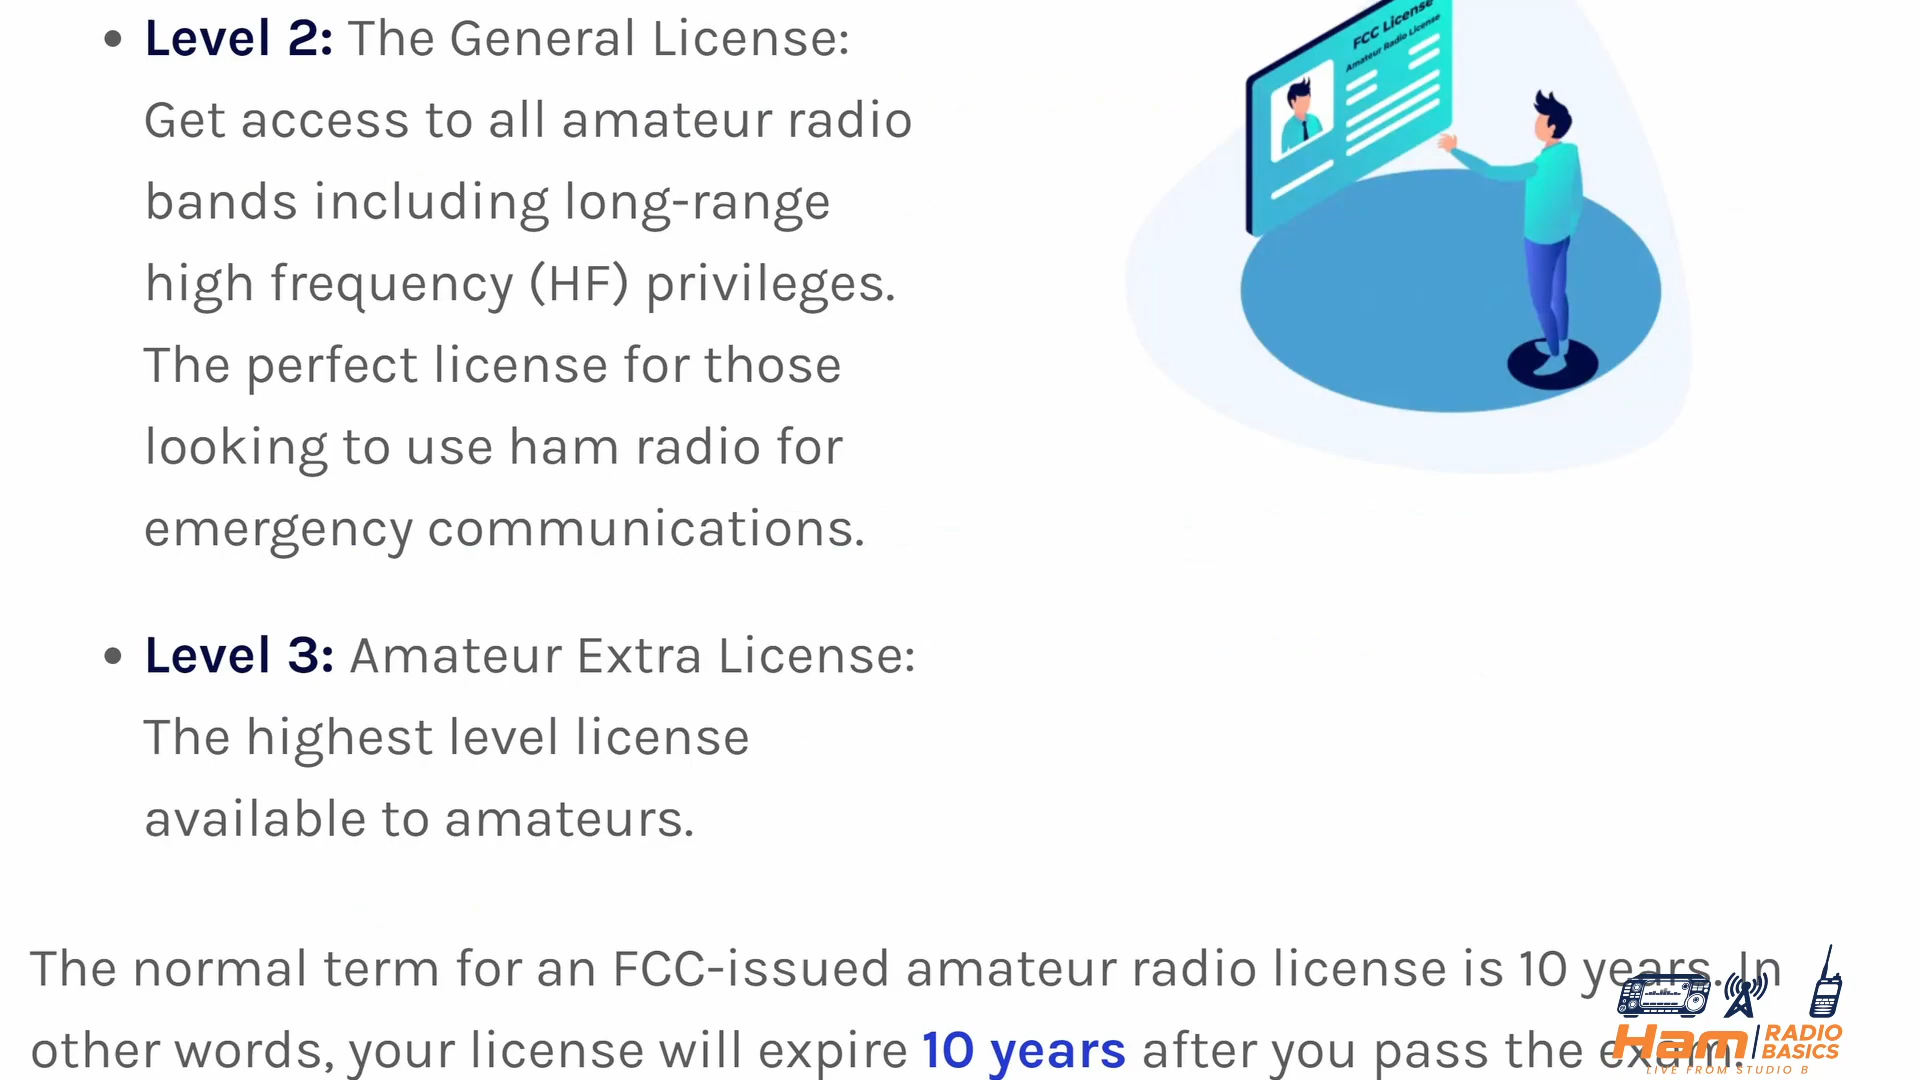 Level 2: The General License:
Get access to all amateur radio
bands including long-range
high frequency (HF) privileges.
The perfect license for those
looking to use ham radio for
emergency communications.
FCC License
Amateur Radio License
Level 3: Amateur Extra License:
The highest level license
available to amateurs.
The normal term for an FCC-issued amateur radio license is 10 years. In
other words, your license will expire 10 years after you pass the exam.
Ham RADIO
BASICS
LIVE FROM STUDIO B